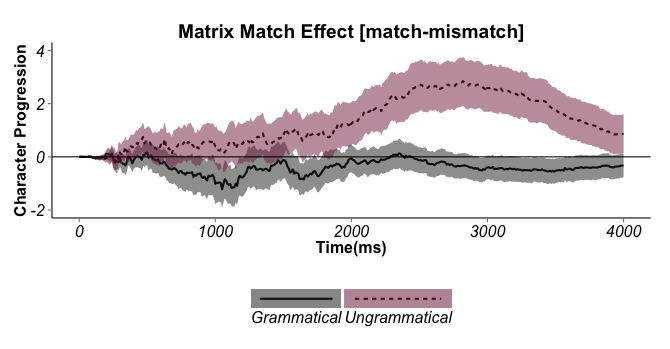 Matrix Match Effect [match-mismatch]
Character Progression
4
2
0
-2
0 1000 2000 3000 4000
Time(ms)
Grammatical Ungrammatical